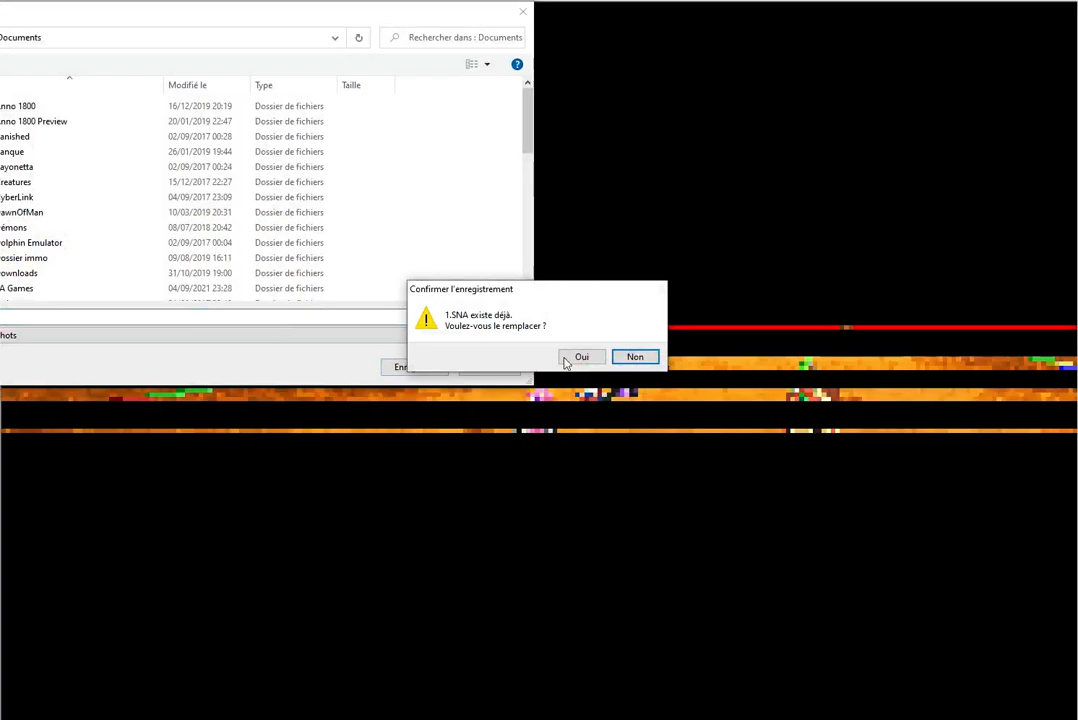 Documents
Rechercher dans : Documents
Modifié le Type Taille
nno 1800 16/12/2019 20:19 Dossier de fichiers
nno 1800 Preview 20/01/2019 22:47 Dossier de fichiers
anished 02/09/2017 00:28 Dossier de fichiers
anque 26/01/2019 19:44 Dossier de fichiers
ayonetta 02/09/2017 00:24 Dossier de fichiers
reatures 15/12/2017 22:27 Dossier de fichiers
yberLink 04/09/2017 23:09 Dossier de fichiers
awnOfMan 10/03/2019 20:31 Dossier de fichiers
émons 08/07/2018 20:42 Dossier de fichiers
olphin Emulator 02/09/2017 00:04 Dossier de fichiers
ossier immo 09/08/2019 16:11 Dossier de fichiers
ownloads 31/10/2019 19:00 Dossier de fichiers
A Games 04/09/2021 23:28 Dossier de fichiers
hots
Enr
Confirmer l'enregistrement
1.SNA existe déjà.
Voulez-vous le remplacer ?
Oui Non